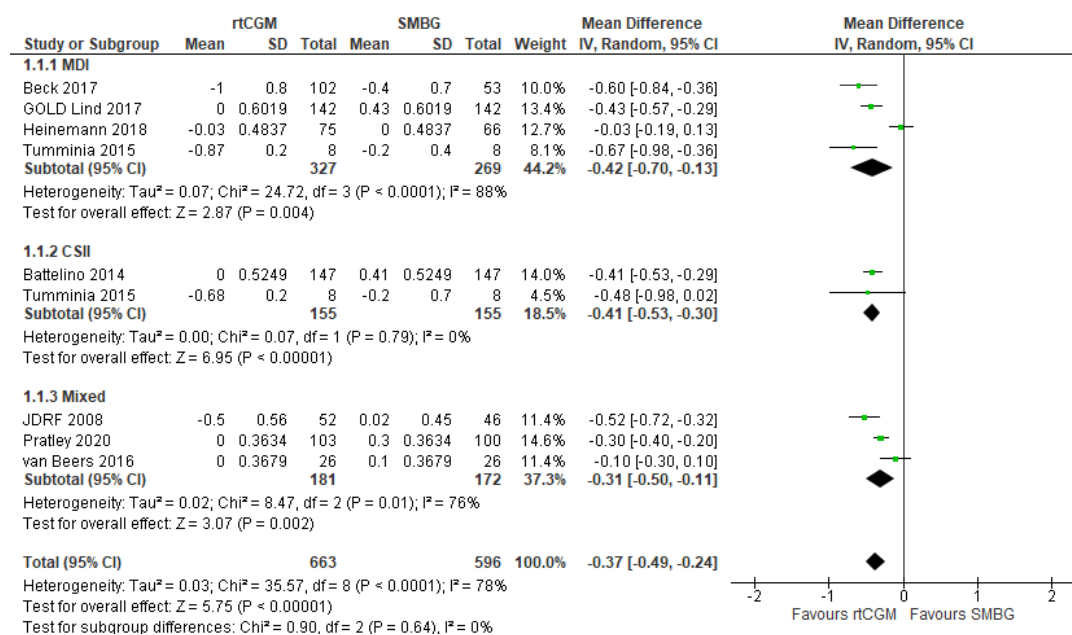 rtCGM SMBG Mean Difference Mean Difference
Study or Subgroup Mean SD Total Mean SD Total Weight IV, Random, 95% CI IV, Random, 95% CI
1.1.1 MDI
Beck 2017 -1 0.8 102 -0.4 0.7 53 10.0% -0.60 [-0.84, -0.36]
GOLD Lind 2017 0 0.6019 142 0.43 0.6019 142 13.4% -0.43 [-0.57, -0.29]
Heinemann 2018 -0.03 0.4837 75 0 0.4837 66 12.7% -0.03 [-0.19, 0.13]
Tumminia 2015 -0.87 0.2 8 -0.2 0.4 8 8.1% -0.67 [-0.98, -0.36]
Subtotal (95% CI) 327 269 44.2% -0.42 [-0.70, -0.13]
Heterogeneity: Tau² = 0.07; Chi² = 24.72, df = 3 (P < 0.0001); I² = 88%
Test for overall effect: Z = 2.87 (P = 0.004)
1.1.2 CSII
Battelino 2014 0 0.5249 147 0.41 0.5249 147 14.0% -0.41 [-0.53, -0.29]
Tumminia 2015 -0.68 0.2 8 -0.2 0.7 8 4.5% -0.48 [-0.98, 0.02]
Subtotal (95% CI) 155 155 18.5% -0.41 [-0.53, -0.30]
Heterogeneity: Tau² = 0.00; Chi² = 0.07, df = 1 (P = 0.79); I² = 0%
Test for overall effect: Z = 6.95 (P < 0.00001)
1.1.3 Mixed
JDRF 2008 -0.5 0.56 52 0.02 0.45 46 11.4% -0.52 [-0.72, -0.32]
Pratley 2020 0 0.3634 103 0.3 0.3634 100 14.6% -0.30 [-0.40, -0.20]
van Beers 2016 0 0.3679 26 0.1 0.3679 26 11.4% -0.10 [-0.30, 0.10]
Subtotal (95% CI) 181 172 37.3% -0.31 [-0.50, -0.11]
Heterogeneity: Tau² = 0.02; Chi² = 8.47, df = 2 (P = 0.01); I² = 76%
Test for overall effect: Z = 3.07 (P = 0.002)
Total (95% CI) 663 596 100.0% -0.37 [-0.49, -0.24]
Heterogeneity: Tau² = 0.03; Chi² = 35.57, df = 8 (P < 0.0001); I² = 78%
Test for overall effect: Z = 5.75 (P < 0.00001)
Test for subgroup differences: Chi² = 0.90, df = 2 (P = 0.64), I² = 0%
-2 -1 0 1 2
Favours rtCGM Favours SMBG